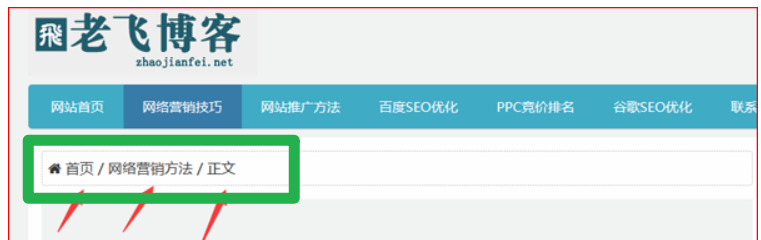 飛老飞博客
zhaojianfei.net
网站首页 网络营销技巧 网站推广方法 百度SEO优化 PPC竞价排名 谷歌SEO优化 联系
首页 / 网络营销方法 / 正文